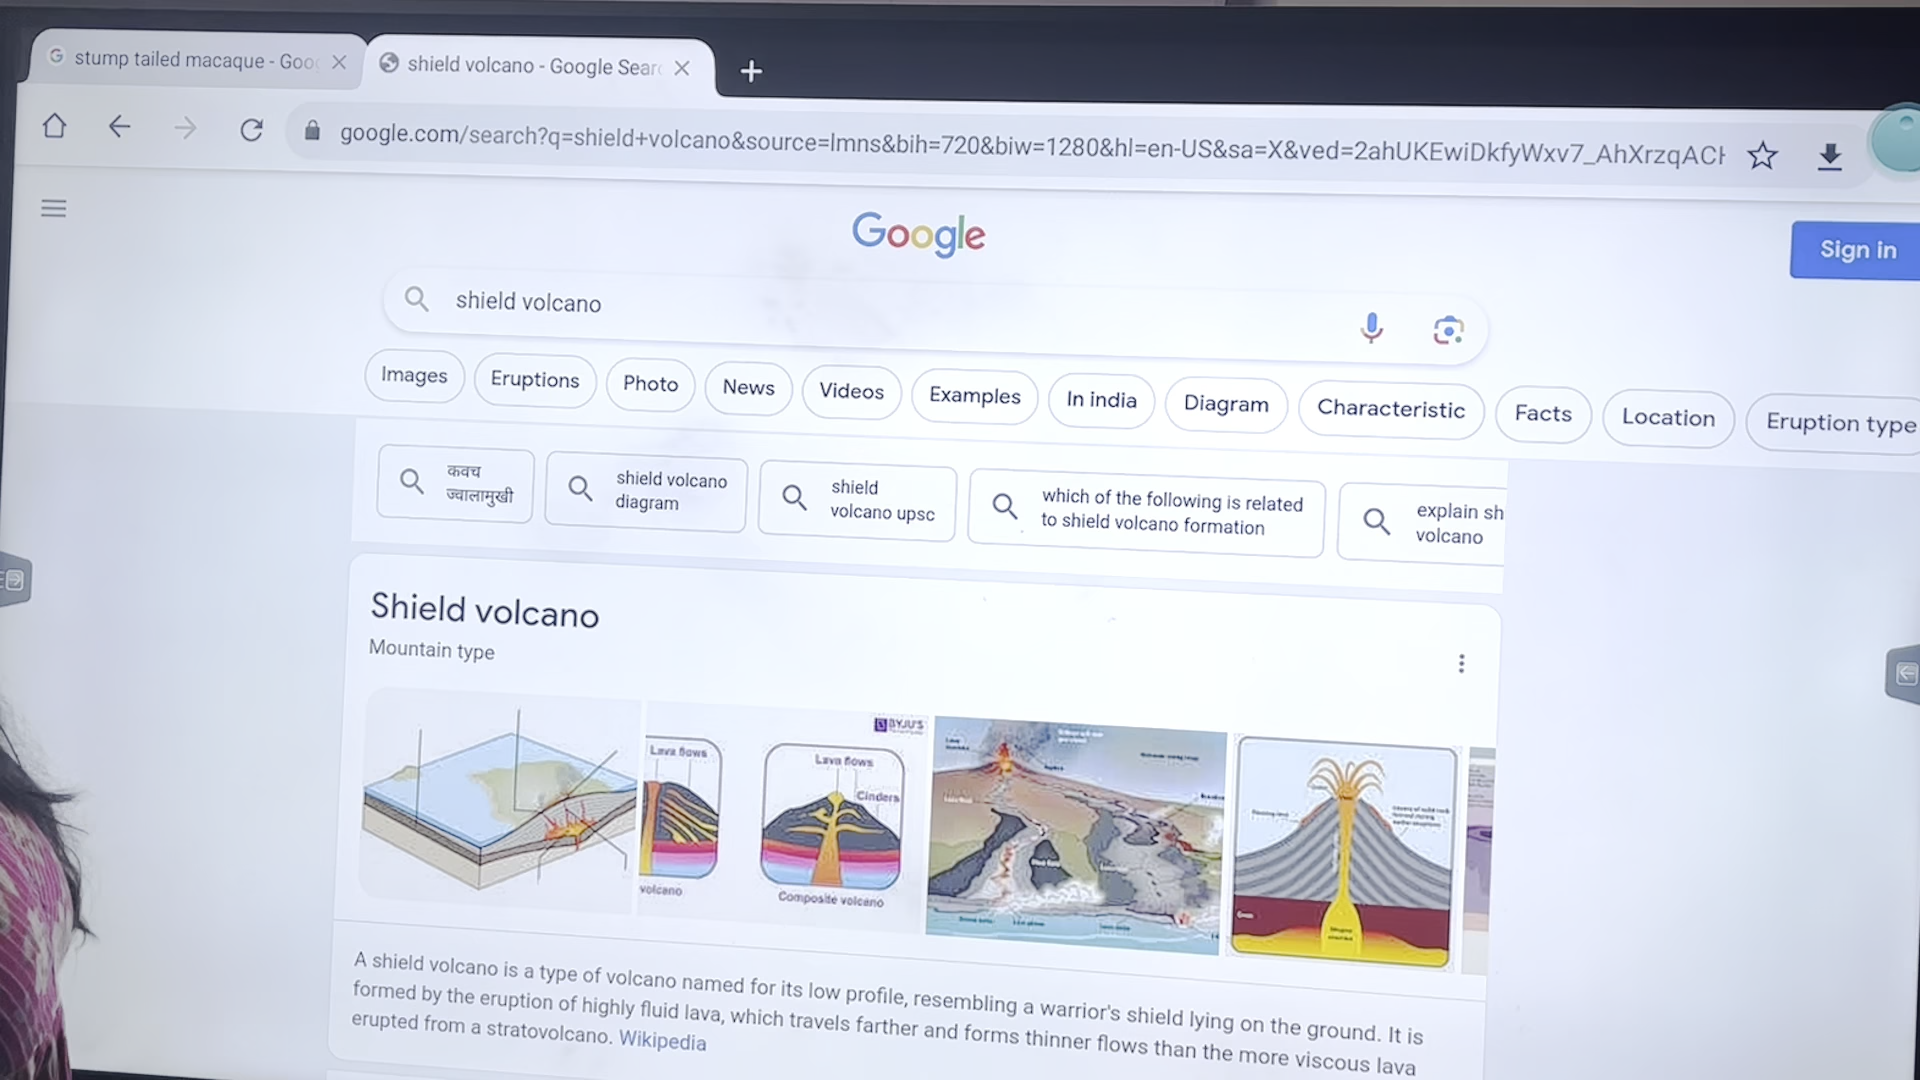 stump tailed macaque - Goo
shield volcano - Google Sear
google.com/search?q=shield+volcano&source=lmns&bih=720&biw=1280&hl=en-US&sa=X&ved=2ahUKEwiDkfyWxv7_AhXrzqACH
Google
Sign in
shield volcano
Images
Eruptions
Photo
News
Videos
Examples
In india
Diagram
Characteristic
Facts
Location
Eruption type
कवच
ज्वालामुखी
shield volcano
diagram
shield
volcano upsc
which of the following is related
to shield volcano formation
explain sh
volcano
Shield volcano
Mountain type
BYJU'S
Lava flows
Lava flows
Cinders
volcano
Composite volcano
A shield volcano is a type of volcano named for its low profile, resembling a warrior's shield lying on the ground. It is
formed by the eruption of highly fluid lava, which travels farther and forms thinner flows than the more viscous lava
erupted from a stratovolcano. Wikipedia